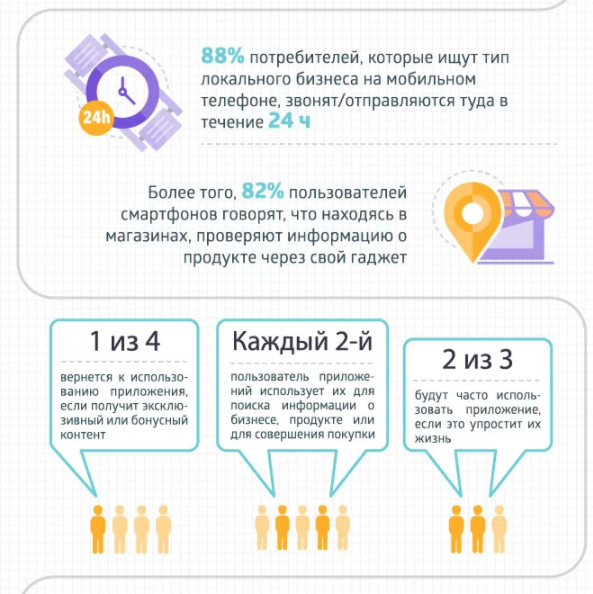 88% потребителей, которые ищут тип
локального бизнеса на мобильном
телефоне, звонят/отправляются туда в
течение 24 ч
24h
Более того, 82% пользователей
смартфонов говорят, что находясь в
магазинах, проверяют информацию о
продукте через свой гаджет
1 из 4
вернется к использо-
ванию приложения,
если получит эксклю-
зивный или бонусный
контент
Каждый 2-й
пользователь приложе-
ний использует их для
поиска информации о
бизнесе, продукте или
для совершения покупки
2 из 3
будут часто исполь-
зовать приложение,
если это упростит их
жизнь